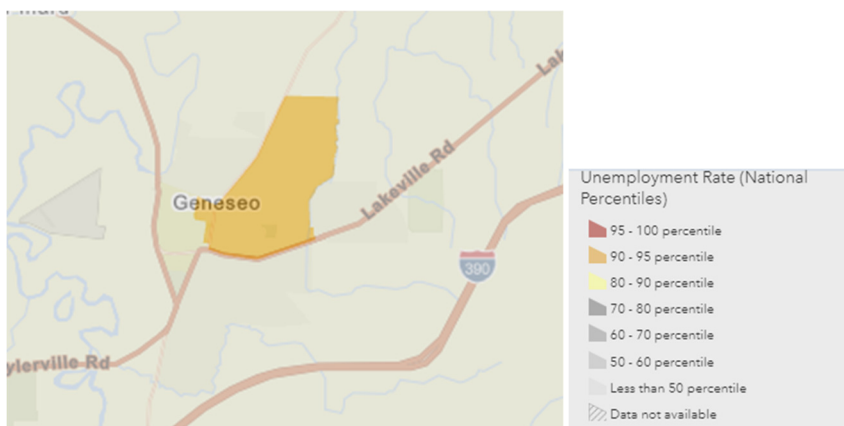 Geneseo
Lakeville Rd
390
ylerville Rd
Unemployment Rate (National
Percentiles)
95 - 100 percentile
90 - 95 percentile
80 - 90 percentile
70 - 80 percentile
60 - 70 percentile
50 - 60 percentile
Less than 50 percentile
Data not available